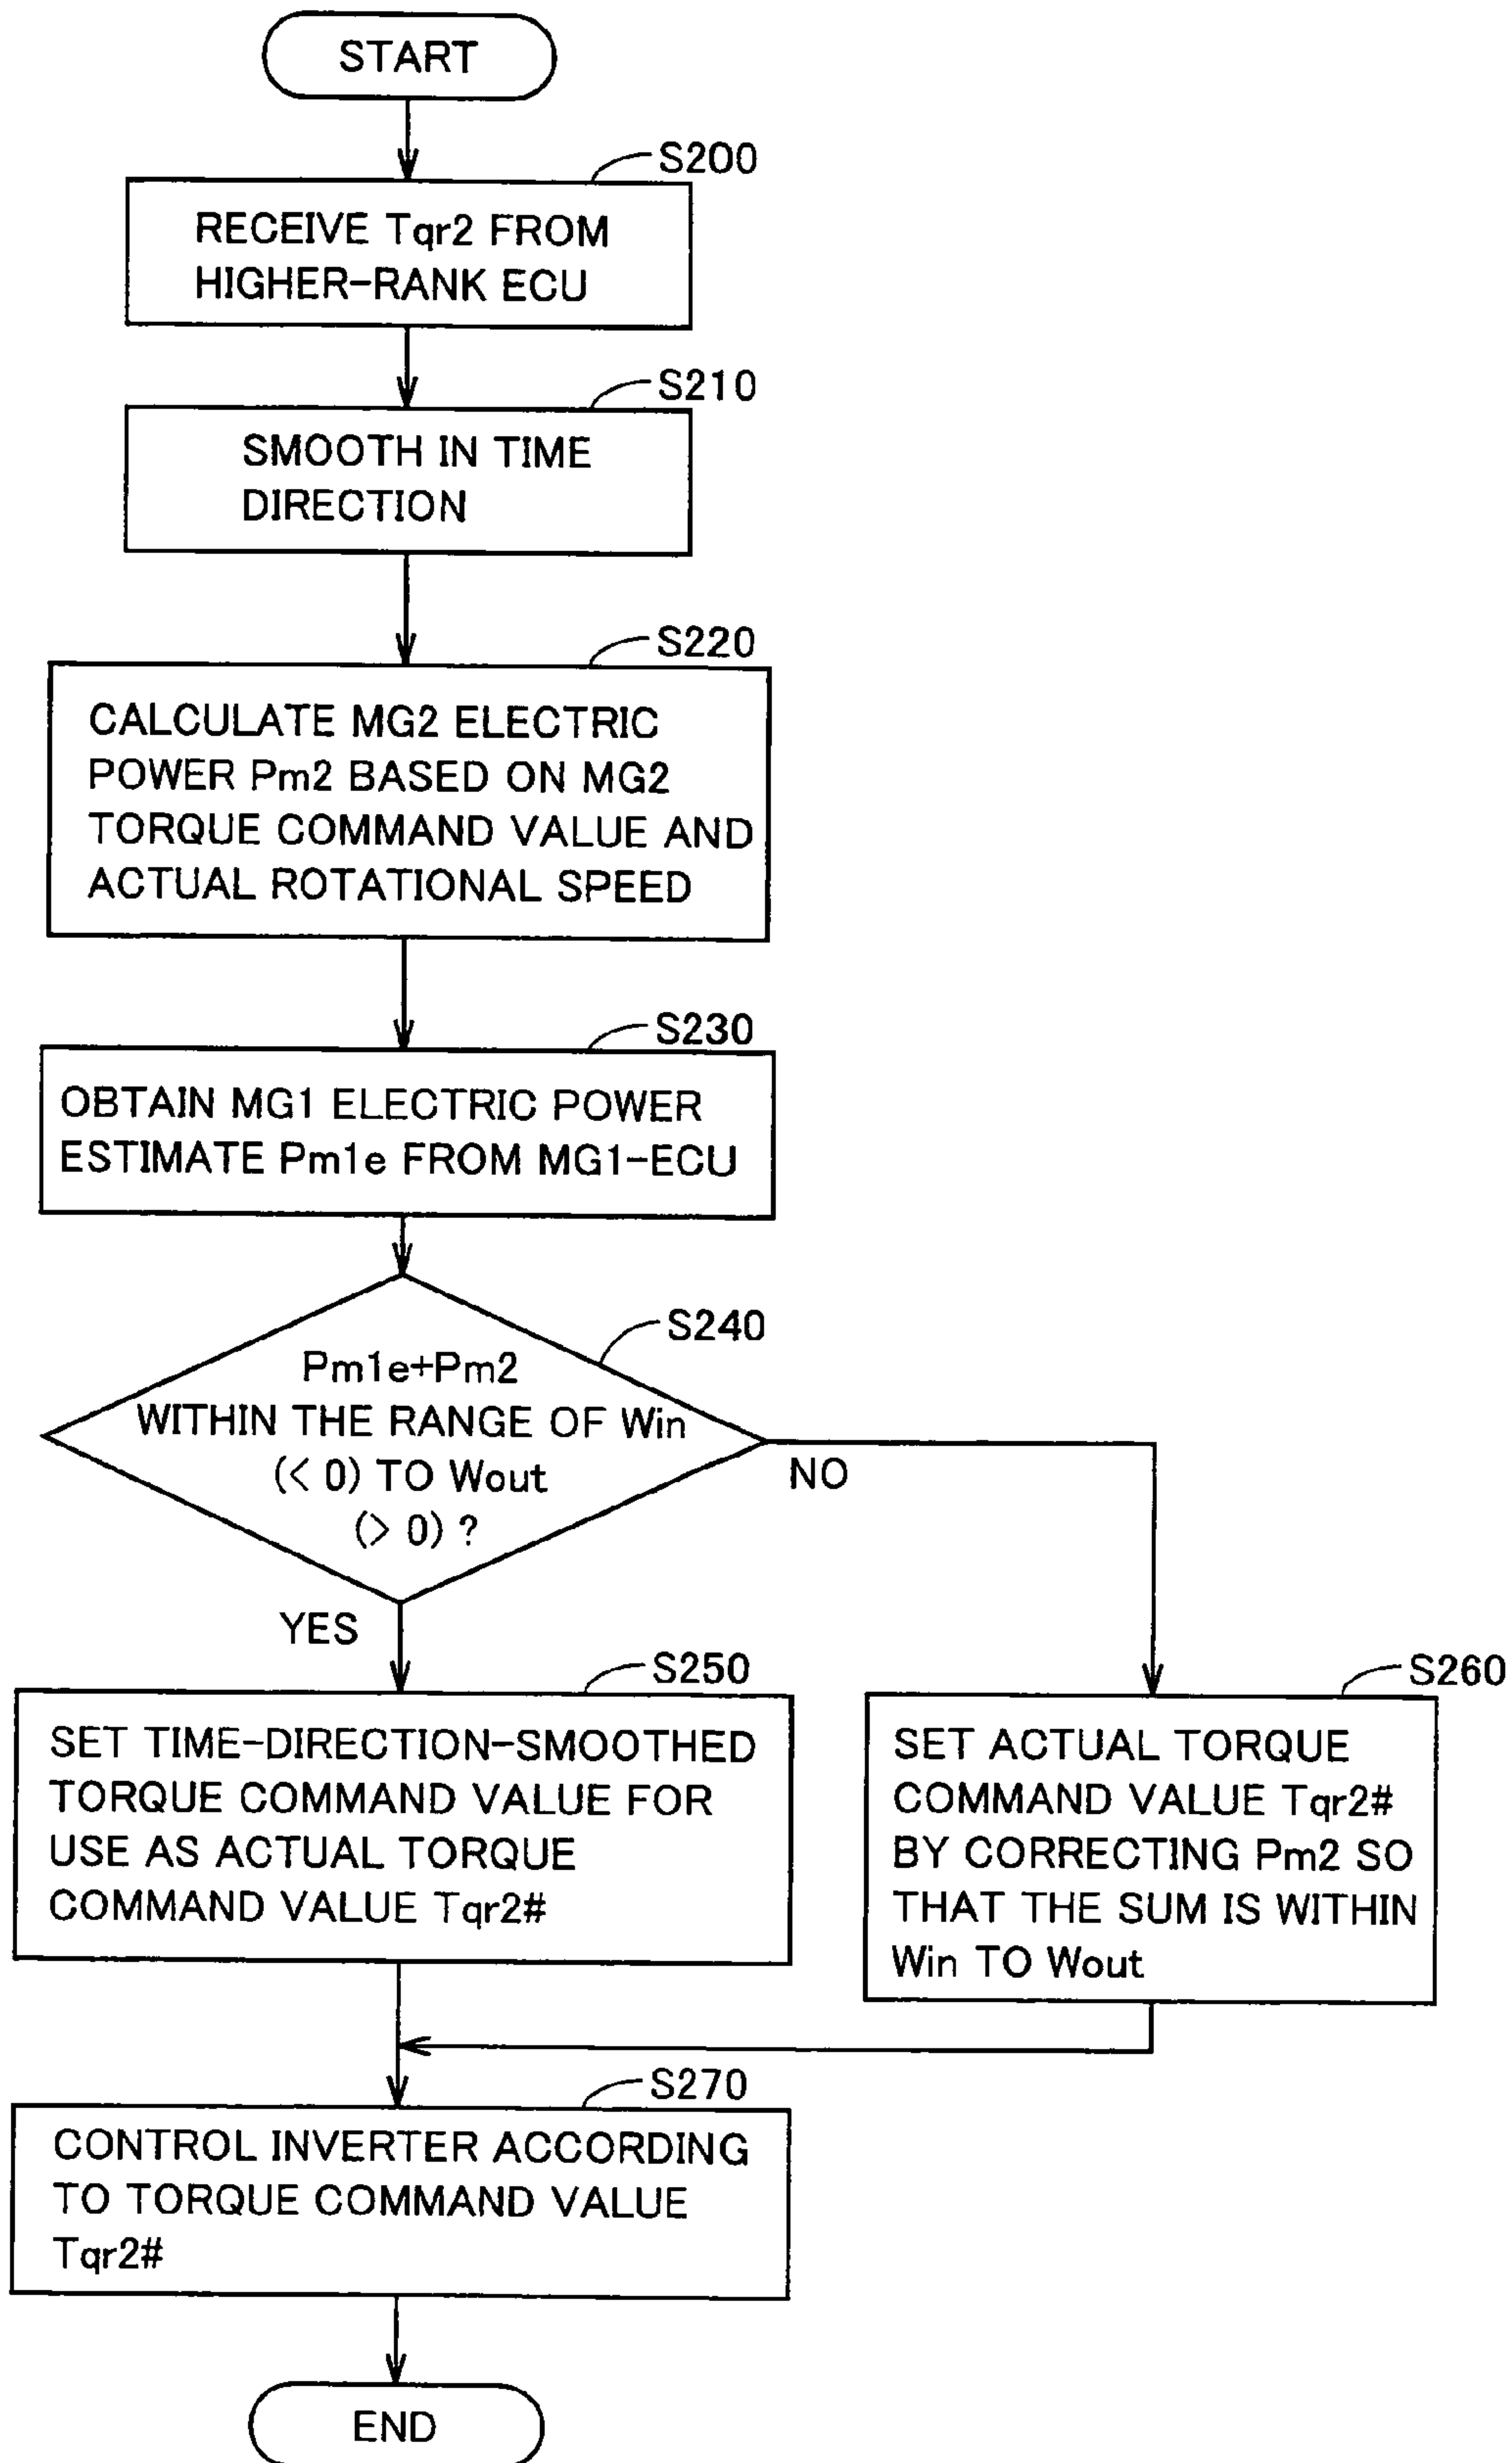 START
S200
RECEIVE Tqr2 FROM
HIGHER-RANK ECU
S210
SMOOTH IN TIME
DIRECTION
S220
CALCULATE MG2 ELECTRIC
POWER Pm2 BASED ON MG2
TORQUE COMMAND VALUE AND
ACTUAL ROTATIONAL SPEED
S230
OBTAIN MG1 ELECTRIC POWER
ESTIMATE Pm1e FROM MG1-ECU
S240
Pm1e+Pm2
WITHIN THE RANGE OF Win
(< 0) TO Wout
(> 0) ?
NO
YES
S250
SET TIME-DIRECTION-SMOOTHED
TORQUE COMMAND VALUE FOR
USE AS ACTUAL TORQUE
COMMAND VALUE Tqr2#
S260
SET ACTUAL TORQUE
COMMAND VALUE Tqr2#
BY CORRECTING Pm2 SO
THAT THE SUM IS WITHIN
Win TO Wout
S270
CONTROL INVERTER ACCORDING
TO TORQUE COMMAND VALUE
Tqr2#
END